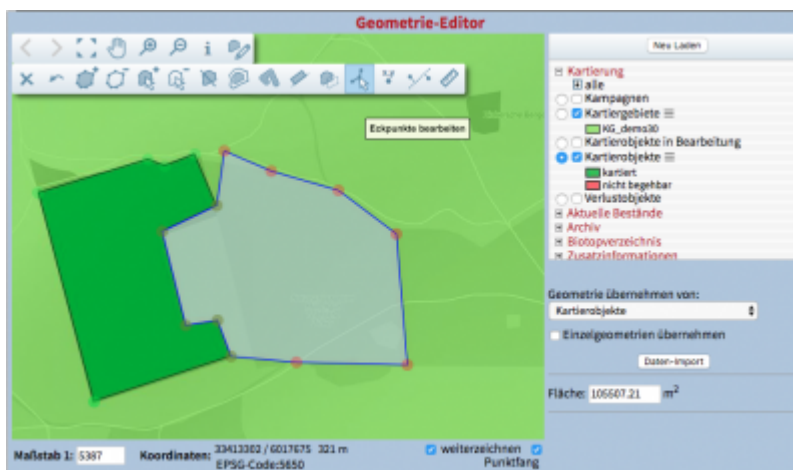 Geometrie-Editor
Neu Laden
Kartierung
alle
Kampagnen
Kartiergebiete
KG_demo30
Kartierobjekte in Bearbeitung
Kartierobjekte
kartiert
nicht begehbar
Verlustobjekte
Aktuelle Bestände
Archiv
Biotopverzeichnis
Zusatzinformationen
Eckpunkte bearbeiten
Geometrie übernehmen von:
Kartierobjekte
Einzelgeometrien übernehmen
Daten-Import
Fläche: 105507.21 m²
Maßstab 1: 5387
Koordinaten: 33413302 / 6017675 321 m
EPSG-Code:5650
weiterzeichnen
Punktfang